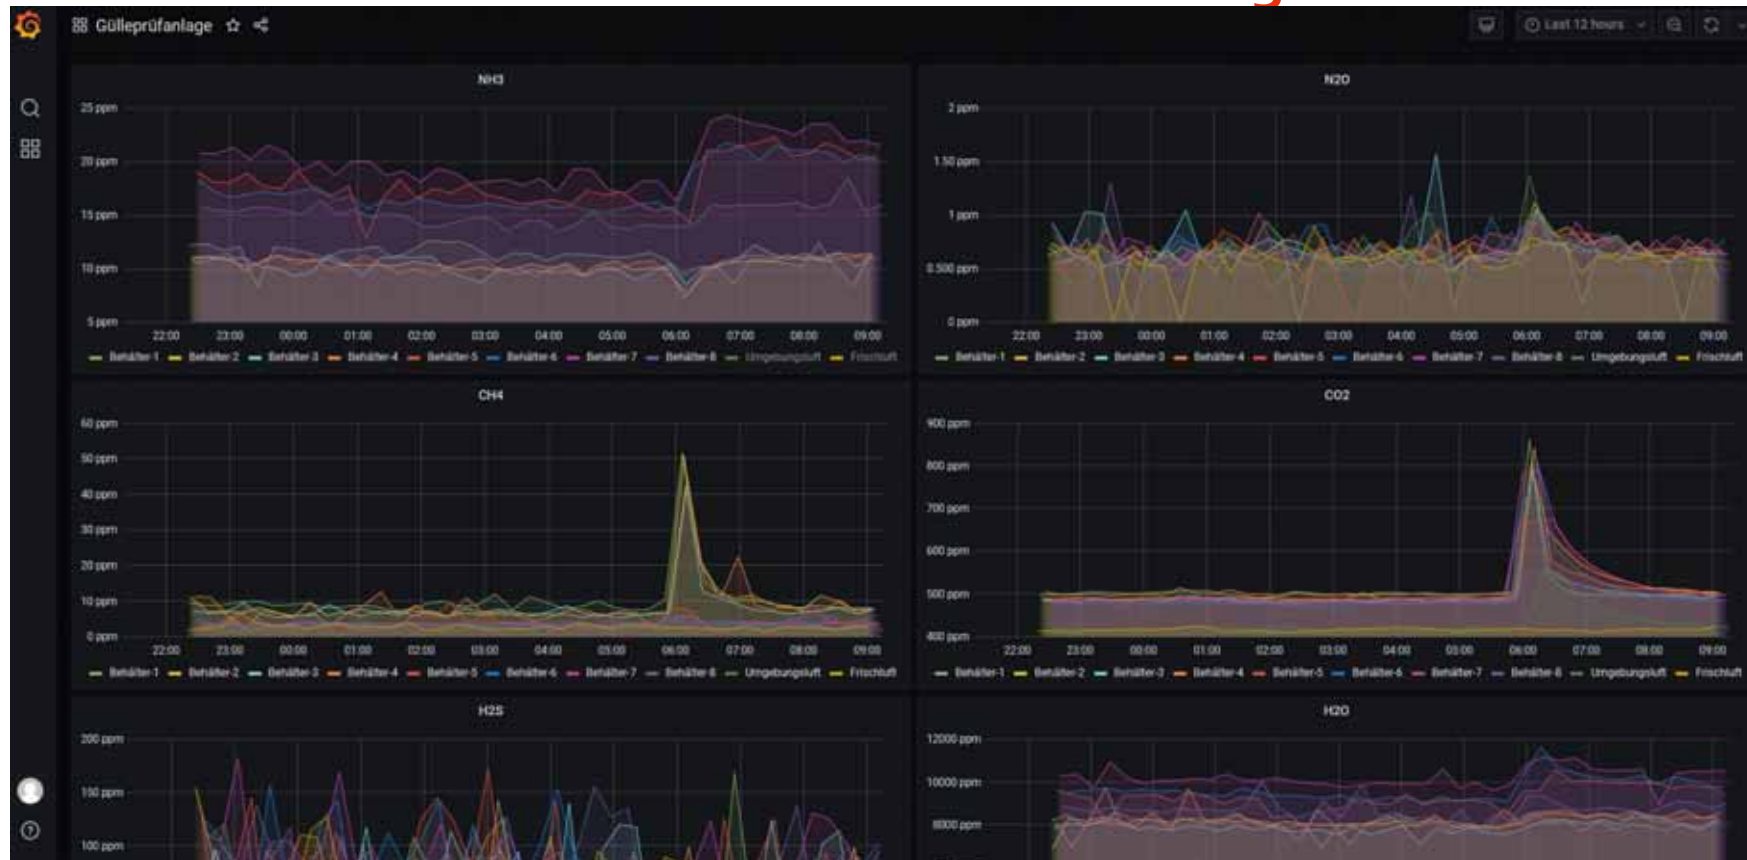 Gülleprüfanlage
Last 12 hours
NH3
25 ppm
20 ppm
15 ppm
10 ppm
5 ppm
22:00 23:00 00:00 01:00 02:00 03:00 04:00 05:00 06:00 07:00 08:00 09:00
Behälter-1 Behälter-2 Behälter-3 Behälter-4 Behälter-5 Behälter-6 Behälter-7 Behälter-8 Umgebungsluft Frischluft
N2O
2 ppm
1.50 ppm
1 ppm
0.500 ppm
0 ppm
22:00 23:00 00:00 01:00 02:00 03:00 04:00 05:00 06:00 07:00 08:00 09:00
Behälter-1 Behälter-2 Behälter-3 Behälter-4 Behälter-5 Behälter-6 Behälter-7 Behälter-8 Umgebungsluft Frischluft
CH4
60 ppm
50 ppm
40 ppm
30 ppm
20 ppm
10 ppm
0 ppm
22:00 23:00 00:00 01:00 02:00 03:00 04:00 05:00 06:00 07:00 08:00 09:00
Behälter-1 Behälter-2 Behälter-3 Behälter-4 Behälter-5 Behälter-6 Behälter-7 Behälter-8 Umgebungsluft Frischluft
CO2
900 ppm
800 ppm
700 ppm
600 ppm
500 ppm
400 ppm
22:00 23:00 00:00 01:00 02:00 03:00 04:00 05:00 06:00 07:00 08:00 09:00
Behälter-1 Behälter-2 Behälter-3 Behälter-4 Behälter-5 Behälter-6 Behälter-7 Behälter-8 Umgebungsluft Frischluft
H2S
200 ppm
150 ppm
100 ppm
H2O
12000 ppm
10000 ppm
8000 ppm